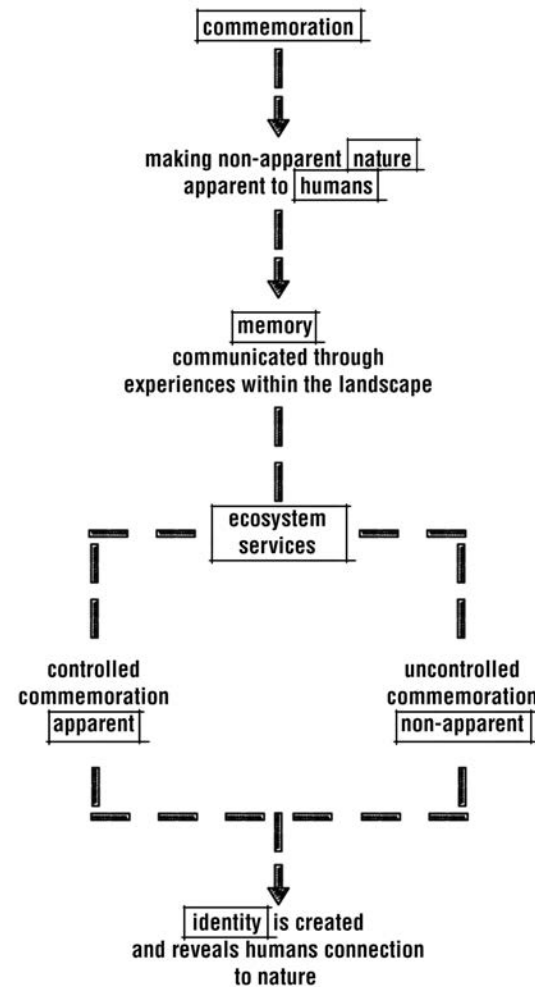 commemoration
making non-apparent nature
apparent to humans
memory
communicated through
experiences within the landscape
ecosystem
services
controlled
commemoration
apparent
uncontrolled
commemoration
non-apparent
identity is created
and reveals humans connection
to nature